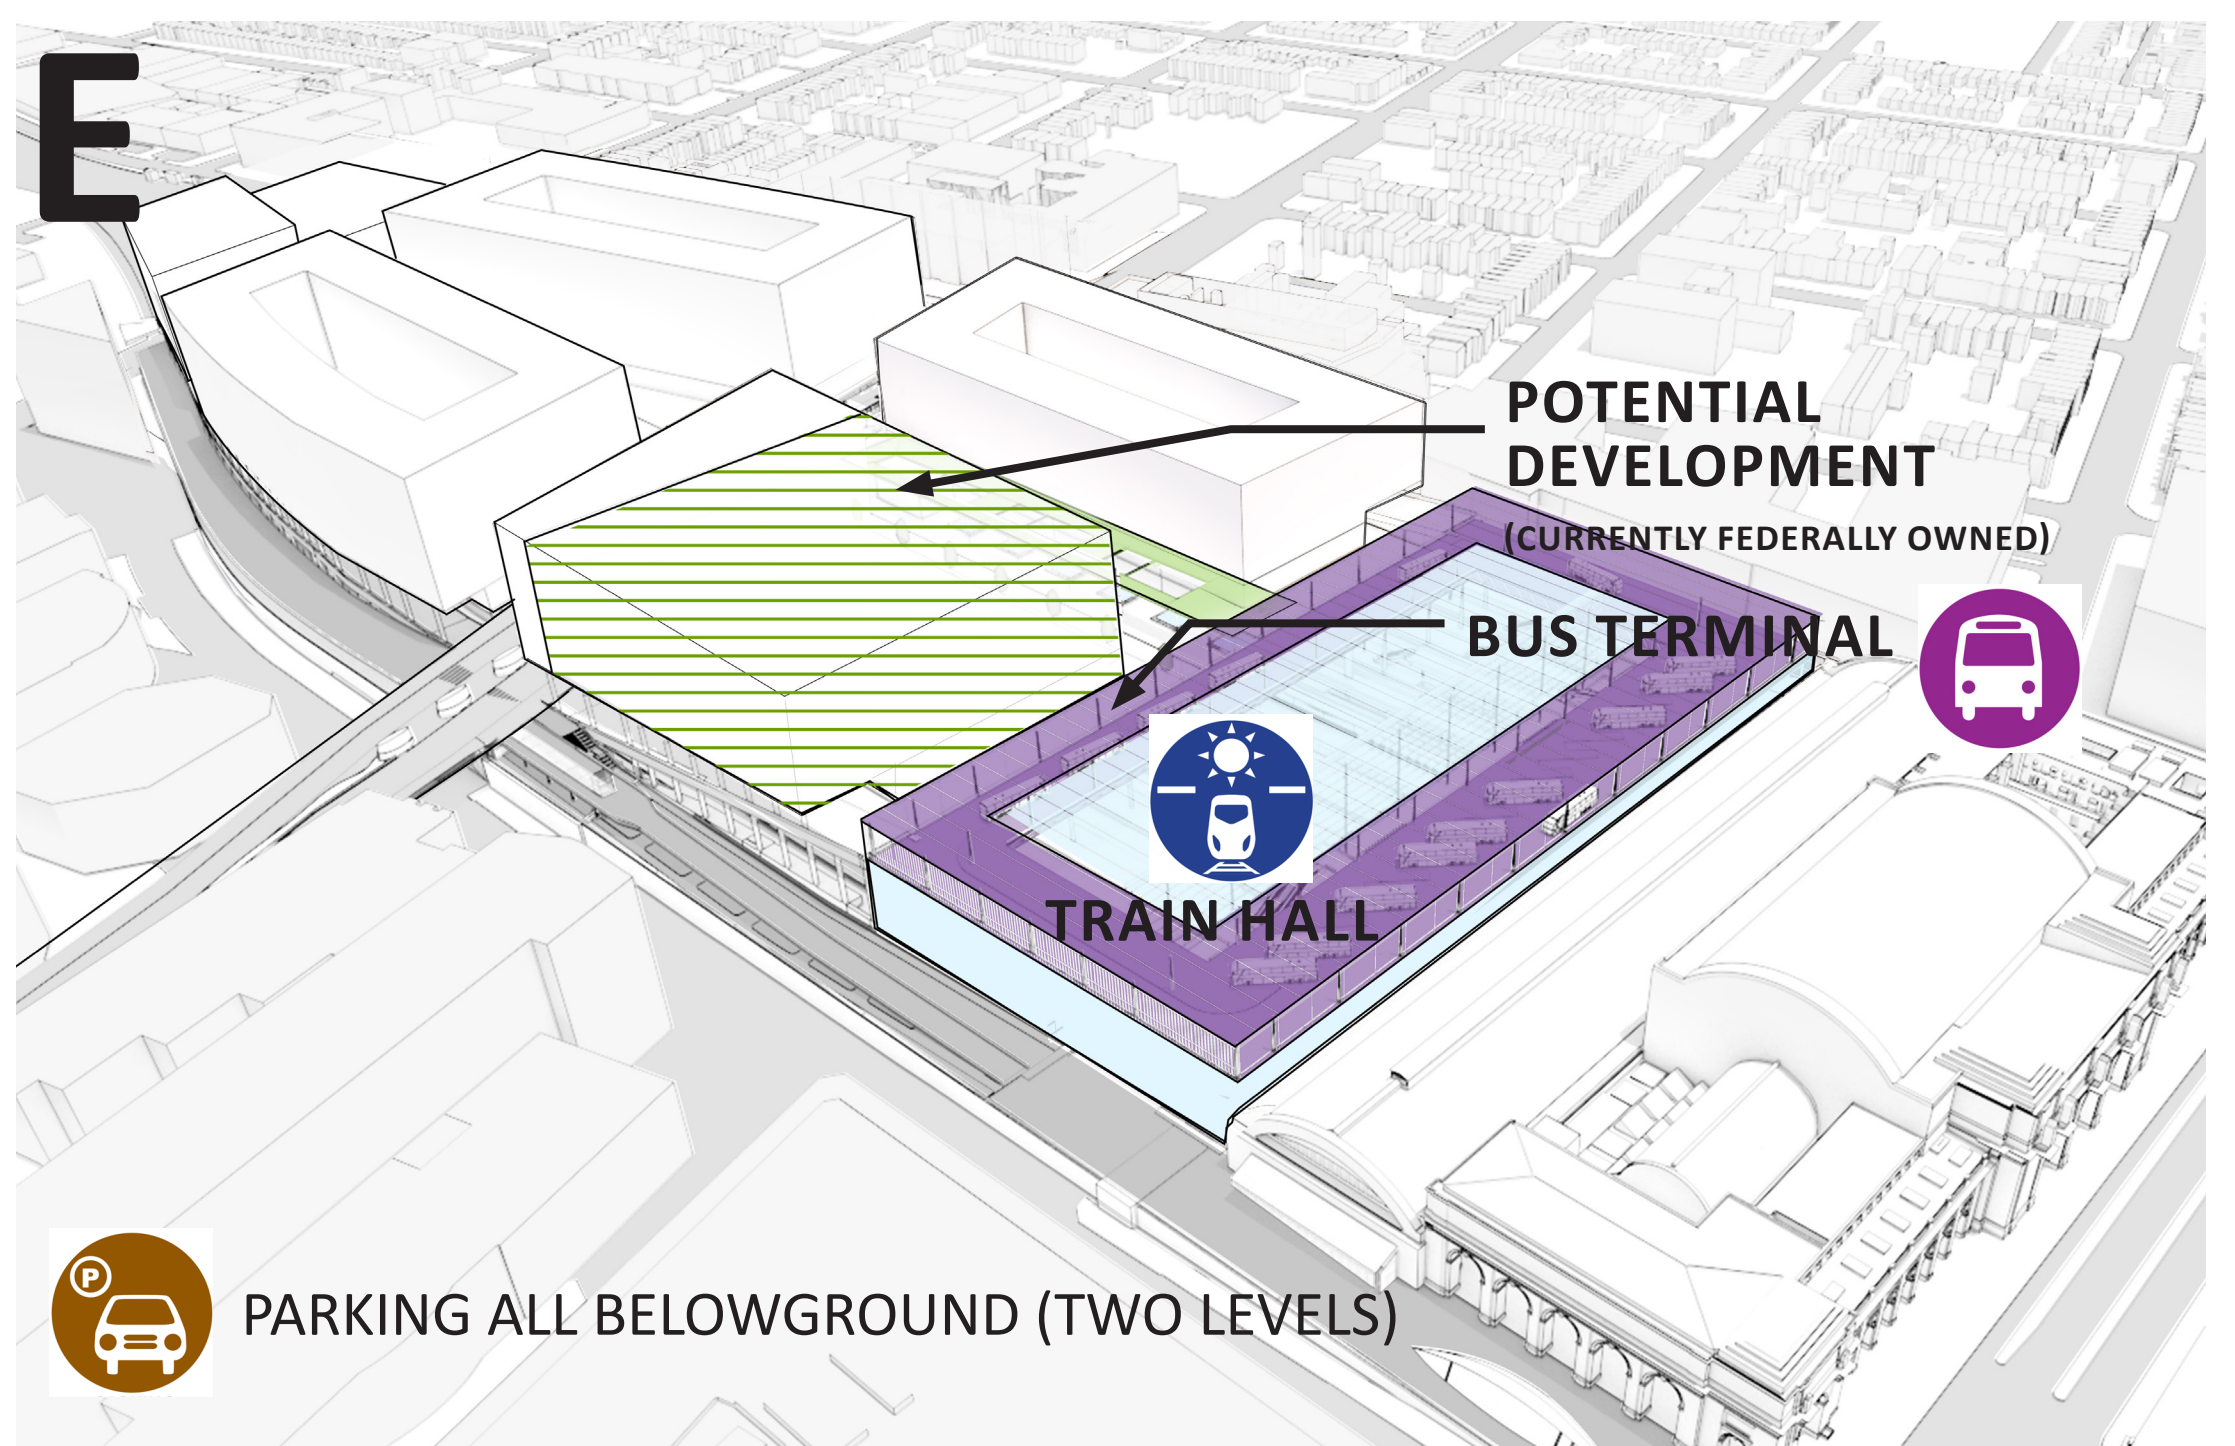 E
POTENTIAL
DEVELOPMENT
(CURRENTLY FEDERALLY OWNED)
BUS TERMINAL
TRAIN HALL
P
PARKING ALL BELOWGROUND (TWO LEVELS)